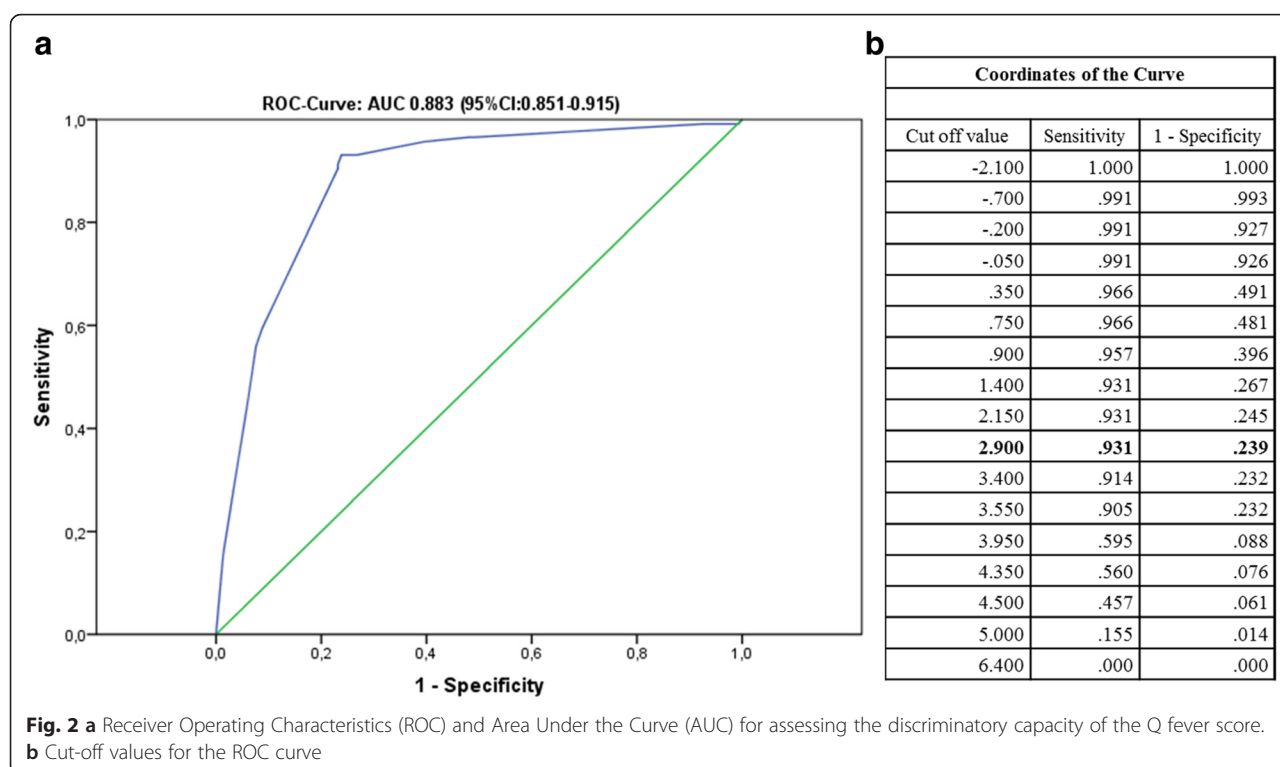 a
ROC-Curve: AUC 0.883 (95%CI:0.851-0.915)
1,0
0,8
0,6
0,4
0,2
0,0
Sensitivity
0,0 0,2 0,4 0,6 0,8 1,0
1 - Specificity
b
Coordinates of the Curve
Cut off value Sensitivity 1 - Specificity
-2.100 1.000 1.000
-.700 .991 .993
-.200 .991 .927
-.050 .991 .926
.350 .966 .491
.750 .966 .481
.900 .957 .396
1.400 .931 .267
2.150 .931 .245
2.900 .931 .239
3.400 .914 .232
3.550 .905 .232
3.950 .595 .088
4.350 .560 .076
4.500 .457 .061
5.000 .155 .014
6.400 .000 .000
Fig. 2 a Receiver Operating Characteristics (ROC) and Area Under the Curve (AUC) for assessing the discriminatory capacity of the Q fever score.
b Cut-off values for the ROC curve